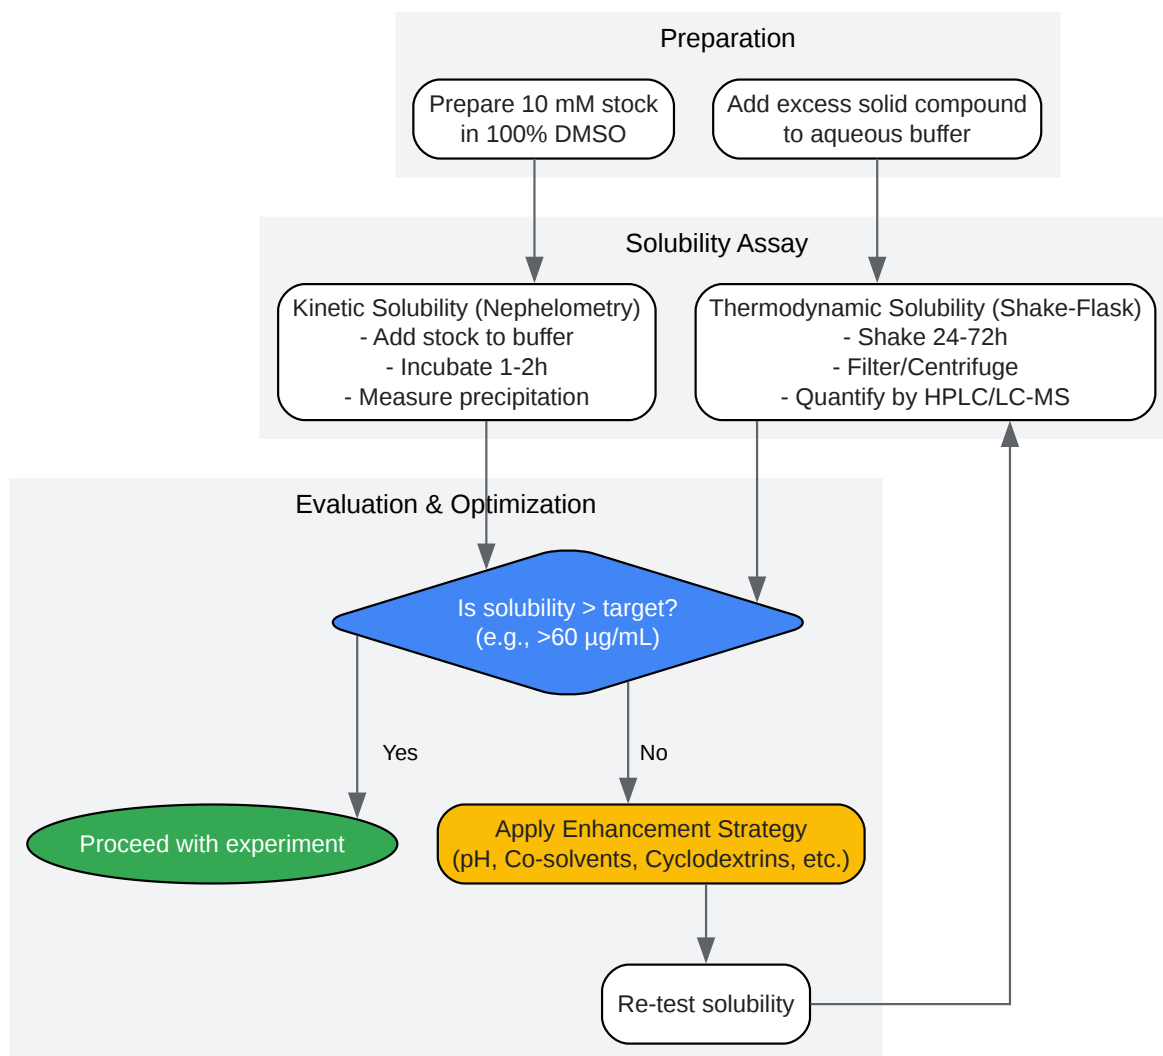 Preparation
Prepare 10 mM stock
in 100% DMSO
Add excess solid compound
to aqueous buffer
Solubility Assay
Kinetic Solubility (Nephelometry)
- Add stock to buffer
- Incubate 1-2h
- Measure precipitation
Thermodynamic Solubility (Shake-Flask)
- Shake 24-72h
- Filter/Centrifuge
- Quantify by HPLC/LC-MS
Evaluation & Optimization
Is solubility > target?
(e.g., >60 µg/mL)
Yes
No
Proceed with experiment
Apply Enhancement Strategy
(pH, Co-solvents, Cyclodextrins, etc.)
Re-test solubility